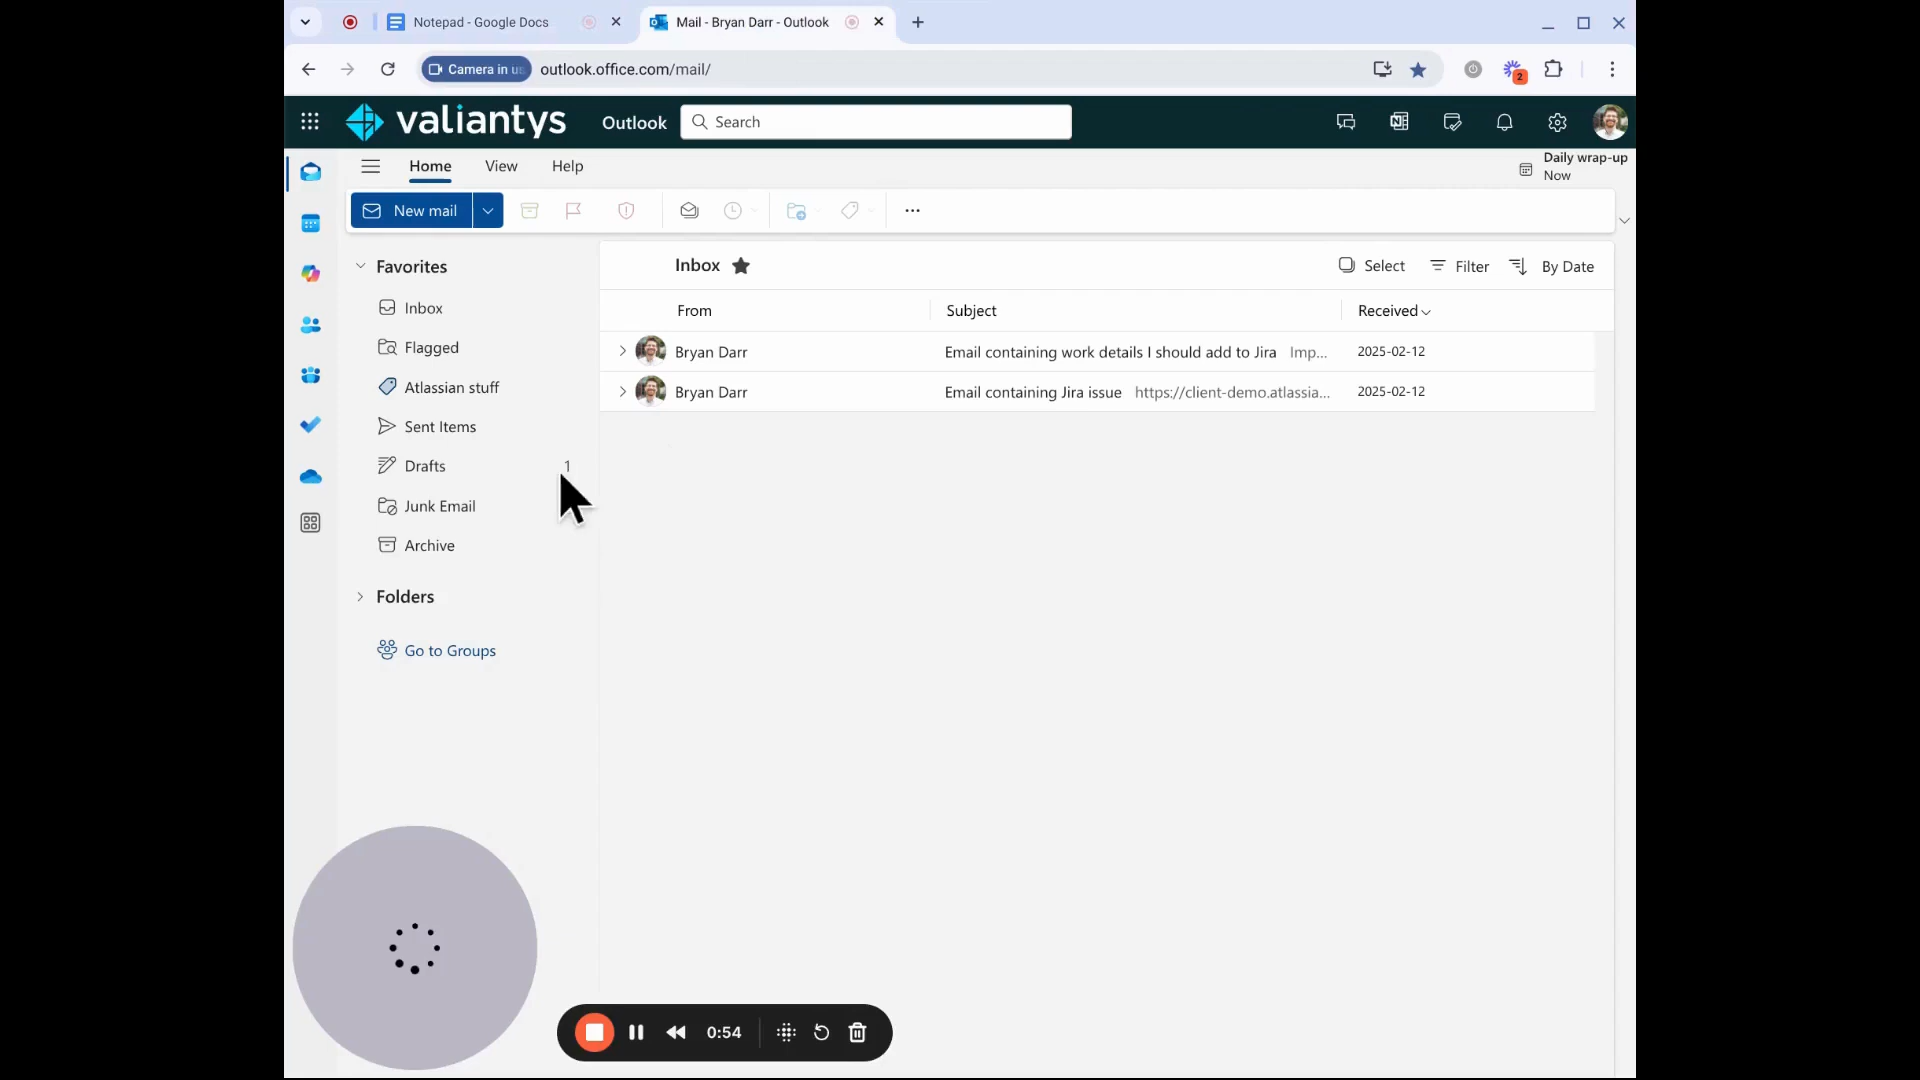 Notepad - Google Docs
Mail - Bryan Darr - Outlook
Camera in us
outlook.office.com/mail/
2
valiantys
Outlook
Search
Home
View
Help
Daily wrap-up
Now
New mail
Favorites
Inbox
Flagged
Atlassian stuff
Sent Items
Drafts 1
Junk Email
Archive
Folders
Go to Groups
Inbox
Select
Filter
By Date
From Subject Received
Bryan Darr Email containing work details I should add to Jira Imp... 2025-02-12
Bryan Darr Email containing Jira issue https://client-demo.atlassia... 2025-02-12
0:54